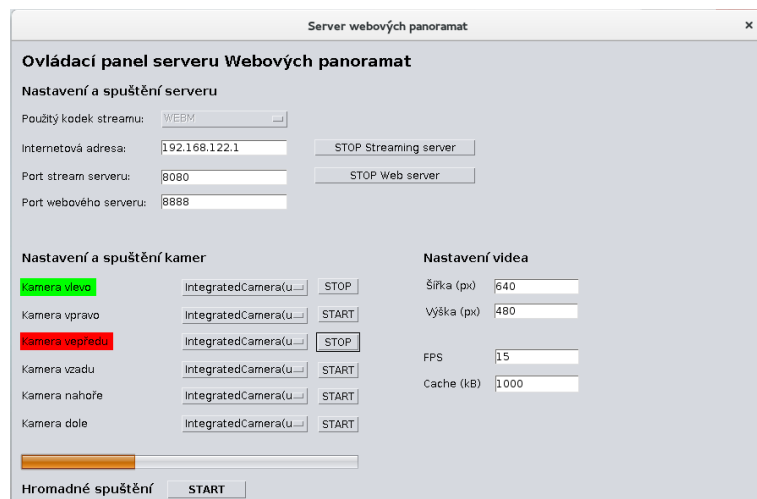 Server webových panoramat ×
Ovládací panel serveru Webových panoramat
Nastavení a spuštění serveru
Použitý kodek streamu: WEBM
Internetová adresa: 192.168.122.1 STOP Streaming server
Port stream serveru: 8080 STOP Web server
Port webového serveru: 8888
Nastavení a spuštění kamer Nastavení videa
Kamera vlevo IntegratedCamera(u STOP Šířka (px) 640
Kamera vpravo IntegratedCamera(u START Výška (px) 480
Kamera vepředu IntegratedCamera(u STOP
Kamera vzadu IntegratedCamera(u START FPS 15
Kamera nahoře IntegratedCamera(u START Cache (kB) 1000
Kamera dole IntegratedCamera(u START
Hromadné spuštění START